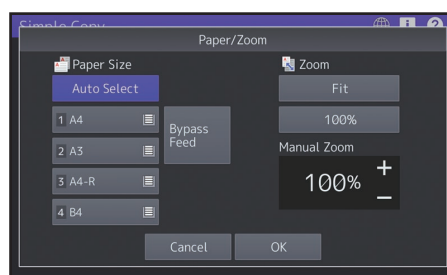 Simple Copy
Paper/Zoom
Paper Size
Zoom
Auto Select
Fit
1 A4
Bypass
Feed
100%
2 A3
Manual Zoom
3 A4-R
100%
+
−
4 B4
Cancel
OK